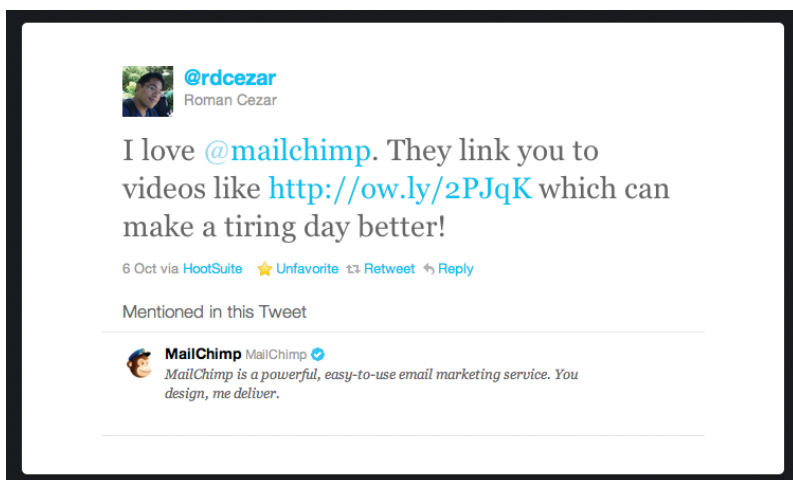 @rdcezar
Roman Cezar
I love @mailchimp. They link you to
videos like http://ow.ly/2PJqK which can
make a tiring day better!
6 Oct via HootSuite Unfavorite Retweet Reply
Mentioned in this Tweet
MailChimp MailChimp
MailChimp is a powerful, easy-to-use email marketing service. You
design, me deliver.